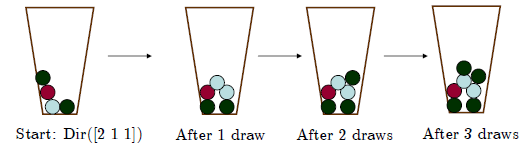 Start: Dir([2 1 1])
After 1 draw
After 2 draws
After 3 draws